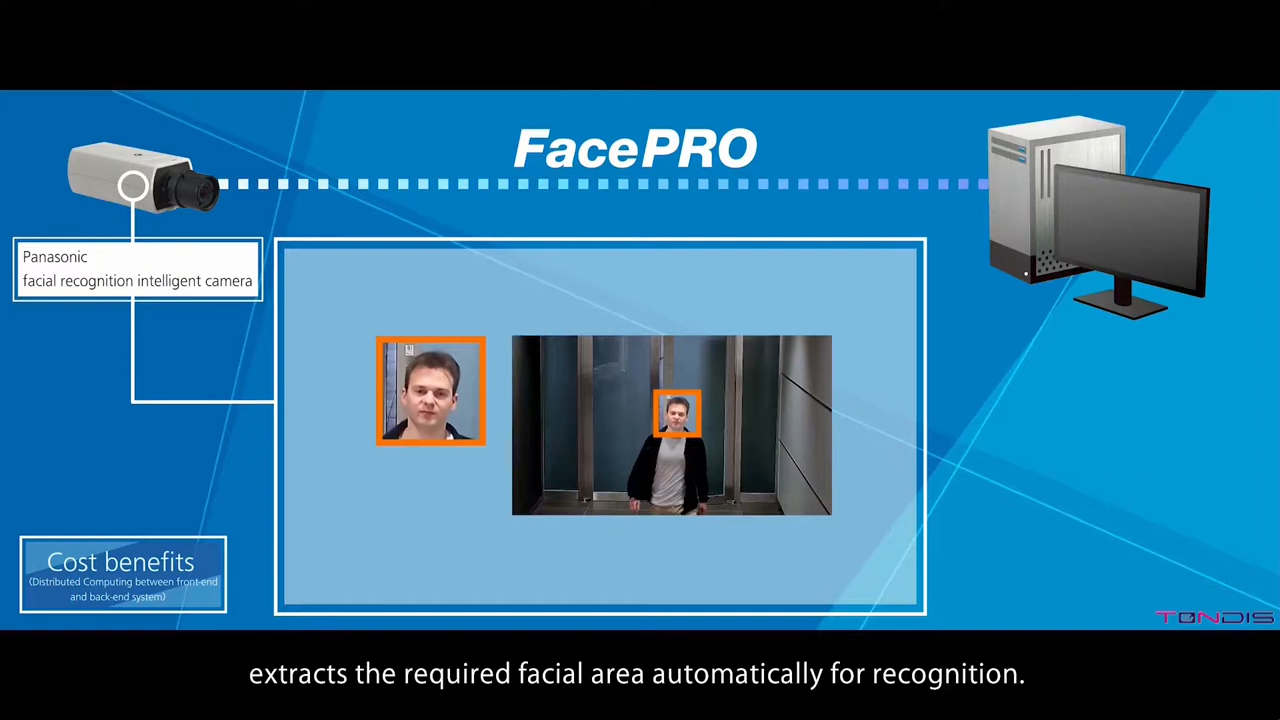 FacePRO
Panasonic
facial recognition intelligent camera
Cost benefits
(Distributed Computing between front-end
and back-end system)
TONDIS
extracts the required facial area automatically for recognition.